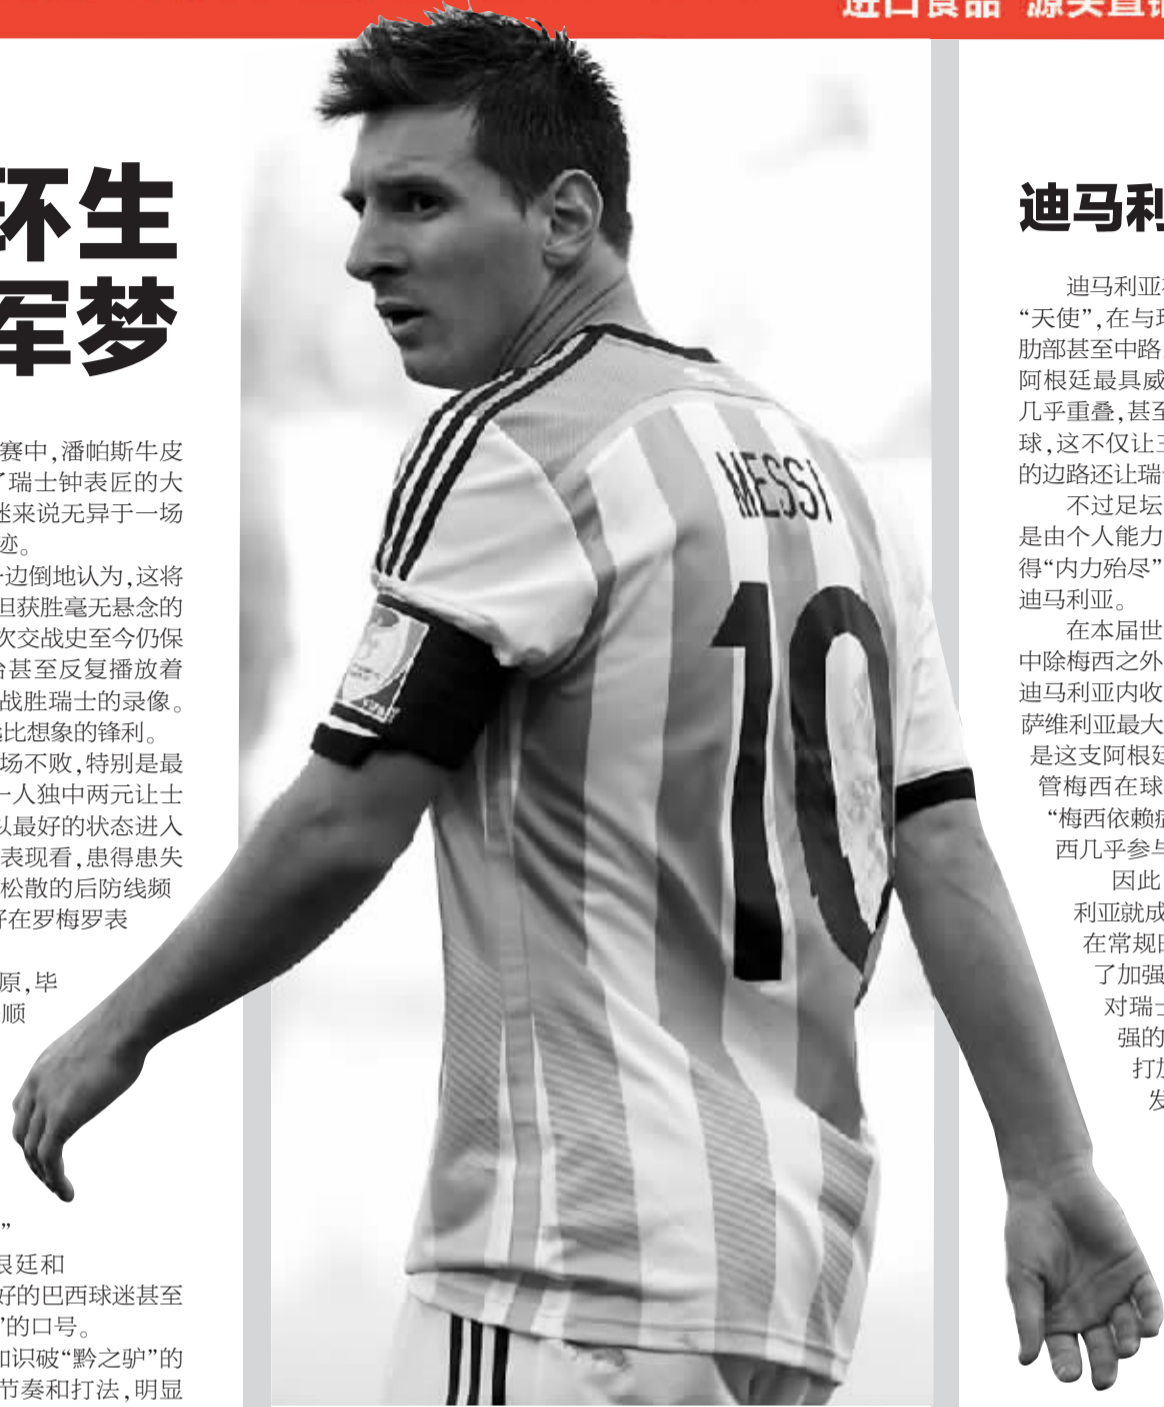 进口食品 源头直
环生
军梦
赛中，潘帕斯牛皮
了瑞士钟表匠的大
迷来说无异于一场
迹。
一边倒地认为，这将
但获胜毫无悬念的
次交战史至今仍保
台甚至反复播放着
战胜瑞士的录像。
比想象的锋利。
场不败，特别是最
一人独中两元让士
以最好的状态进入
表现看，患得患失
松散的后防线频
好在罗梅罗表
原，毕
顺
”
根廷和
好的巴西球迷甚至
”的口号。
如识破“黔之驴”的
节奏和打法，明显
MESSI
10
迪马利
迪马利亚在
“天使”，在与瑞
肋部甚至中路
阿根廷最具威
几乎重叠，甚至
球，这不仅让三
的边路还让瑞士
不过足坛
是由个人能力
得“内力殆尽”
迪马利亚。
在本届世
中除梅西之外
迪马利亚内收
萨维利亚最大
是这支阿根廷
管梅西在球
“梅西依赖症
西几乎参与
因此
利亚就成
在常规时
了加强
对瑞士
强的
打加
发